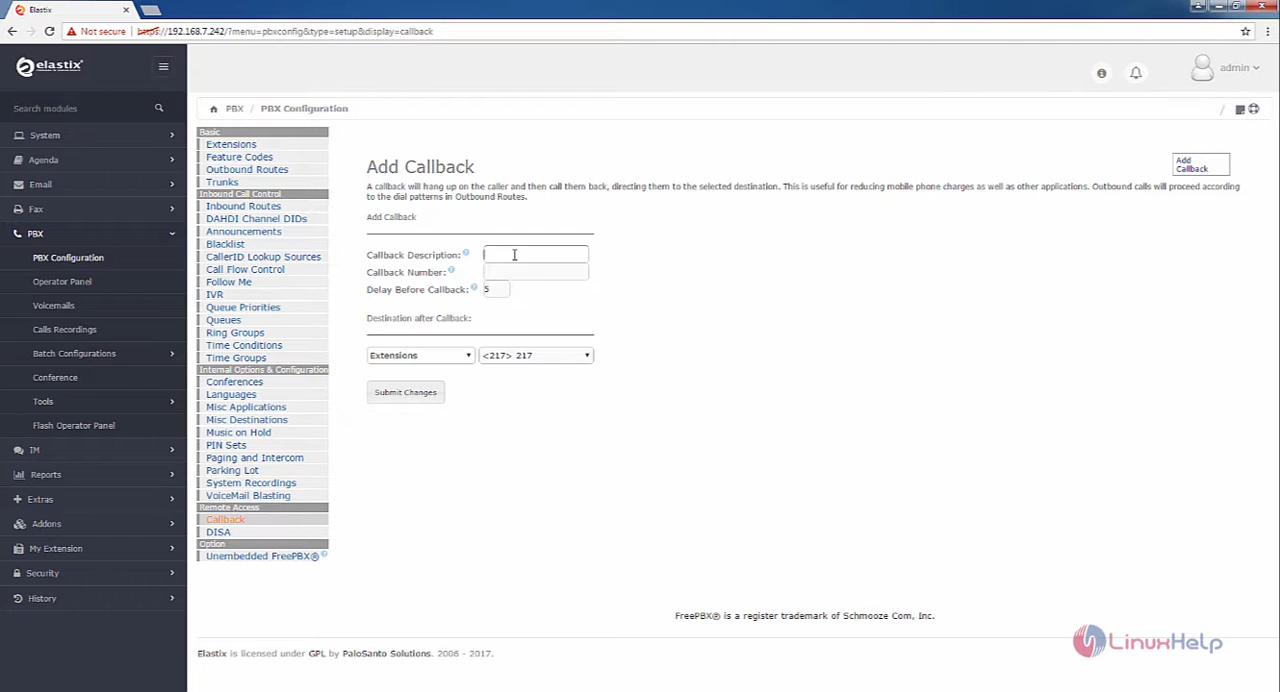 Elastix
Not secure https://192.168.7.242/?menu=pbxconfig&type=setup&display=callback
elastix
admin
Search modules
System
Agenda
Email
Fax
PBX
PBX Configuration
Operator Panel
Voicemails
Calls Recordings
Batch Configurations
Conference
Tools
Flash Operator Panel
IM
Reports
Extras
Addons
My Extension
Security
History
PBX / PBX Configuration /
Basic
Extensions
Feature Codes
Outbound Routes
Trunks
Inbound Call Control
Inbound Routes
DAHDI Channel DIDs
Announcements
Blacklist
CallerID Lookup Sources
Call Flow Control
Follow Me
IVR
Queue Priorities
Queues
Ring Groups
Time Conditions
Time Groups
Internal Options & Configuration
Conferences
Languages
Misc Applications
Misc Destinations
Music on Hold
PIN Sets
Paging and Intercom
Parking Lot
System Recordings
VoiceMail Blasting
Remote Access
Callback
DISA
Option
Unembedded FreePBX®
Add Callback
Add
Callback
A callback will hang up on the caller and then call them back, directing them to the selected destination. This is useful for reducing mobile phone charges as well as other applications. Outbound calls will proceed according
to the dial patterns in Outbound Routes.
Add Callback
Callback Description:
Callback Number:
Delay Before Callback: 5
Destination after Callback:
Extensions <217> 217
Submit Changes
FreePBX® is a register trademark of Schmooze Com, Inc.
Elastix is licensed under GPL by PaloSanto Solutions. 2006 - 2017.
LinuxHelp